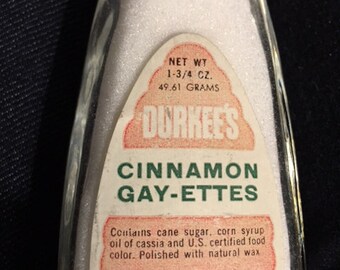 NET WT
1-3/4 OZ.
49.61 GRAMS
DURKEE'S
CINNAMON
GAY-ETTES
Contains cane sugar, corn syrup
oil of cassia and U.S. certified food
color. Polished with natural wax